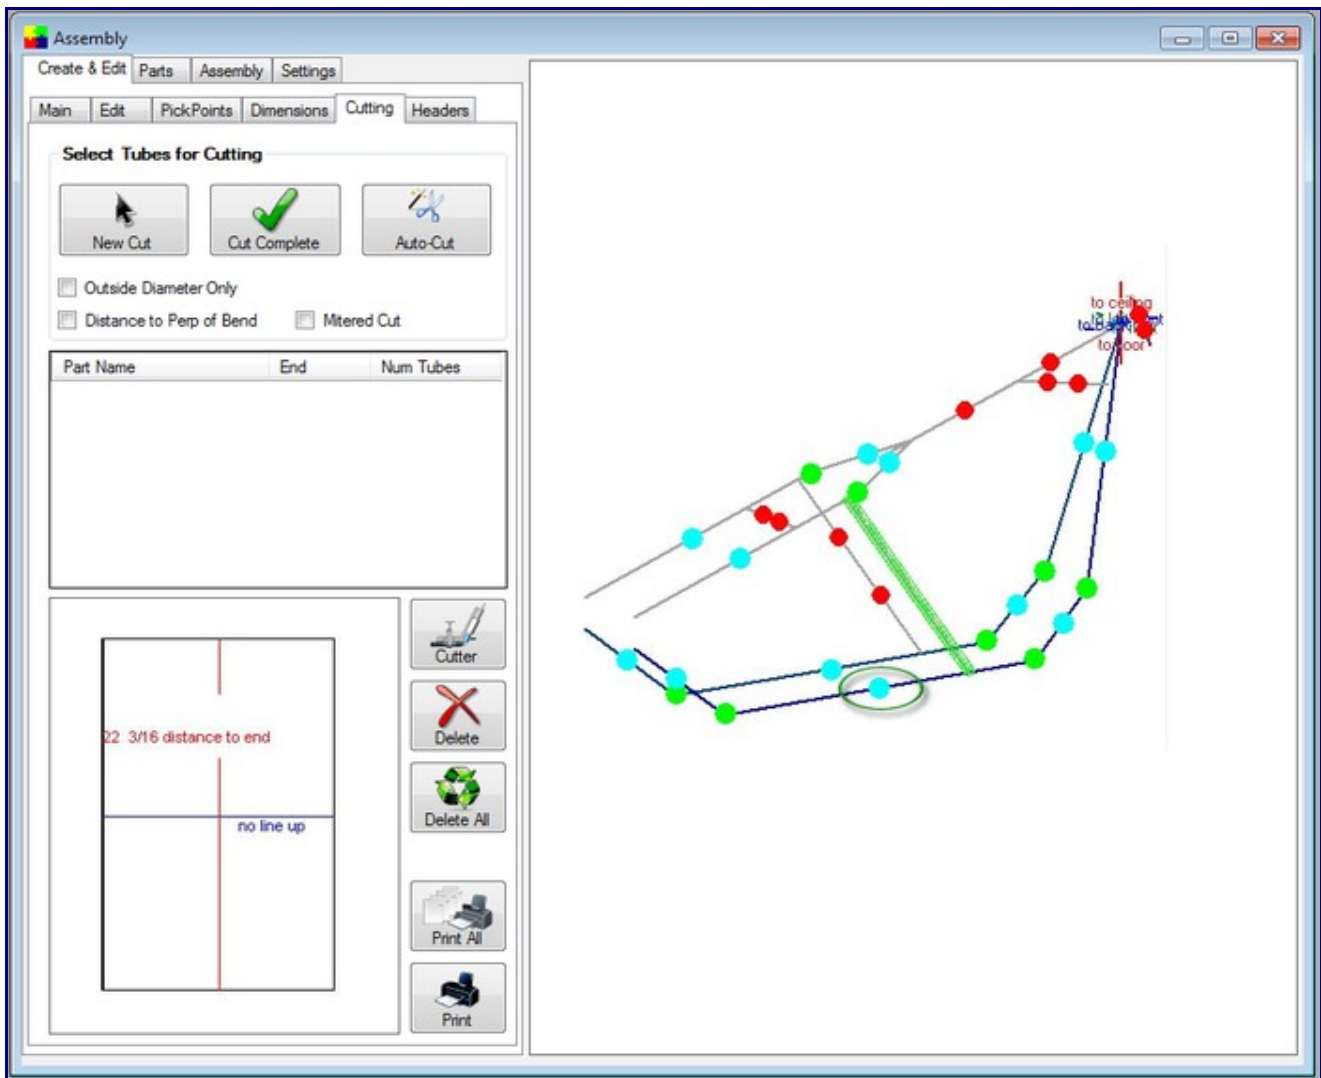 Assembly
Create & Edit Parts Assembly Settings
Main Edit PickPoints Dimensions Cutting Headers
Select Tubes for Cutting
New Cut Cut Complete Auto-Cut
Outside Diameter Only
Distance to Perp of Bend Mitered Cut
Part Name End Num Tubes
22 3/16 distance to end
no line up
Cutter
Delete
Delete All
Print All
Print
to ceiling